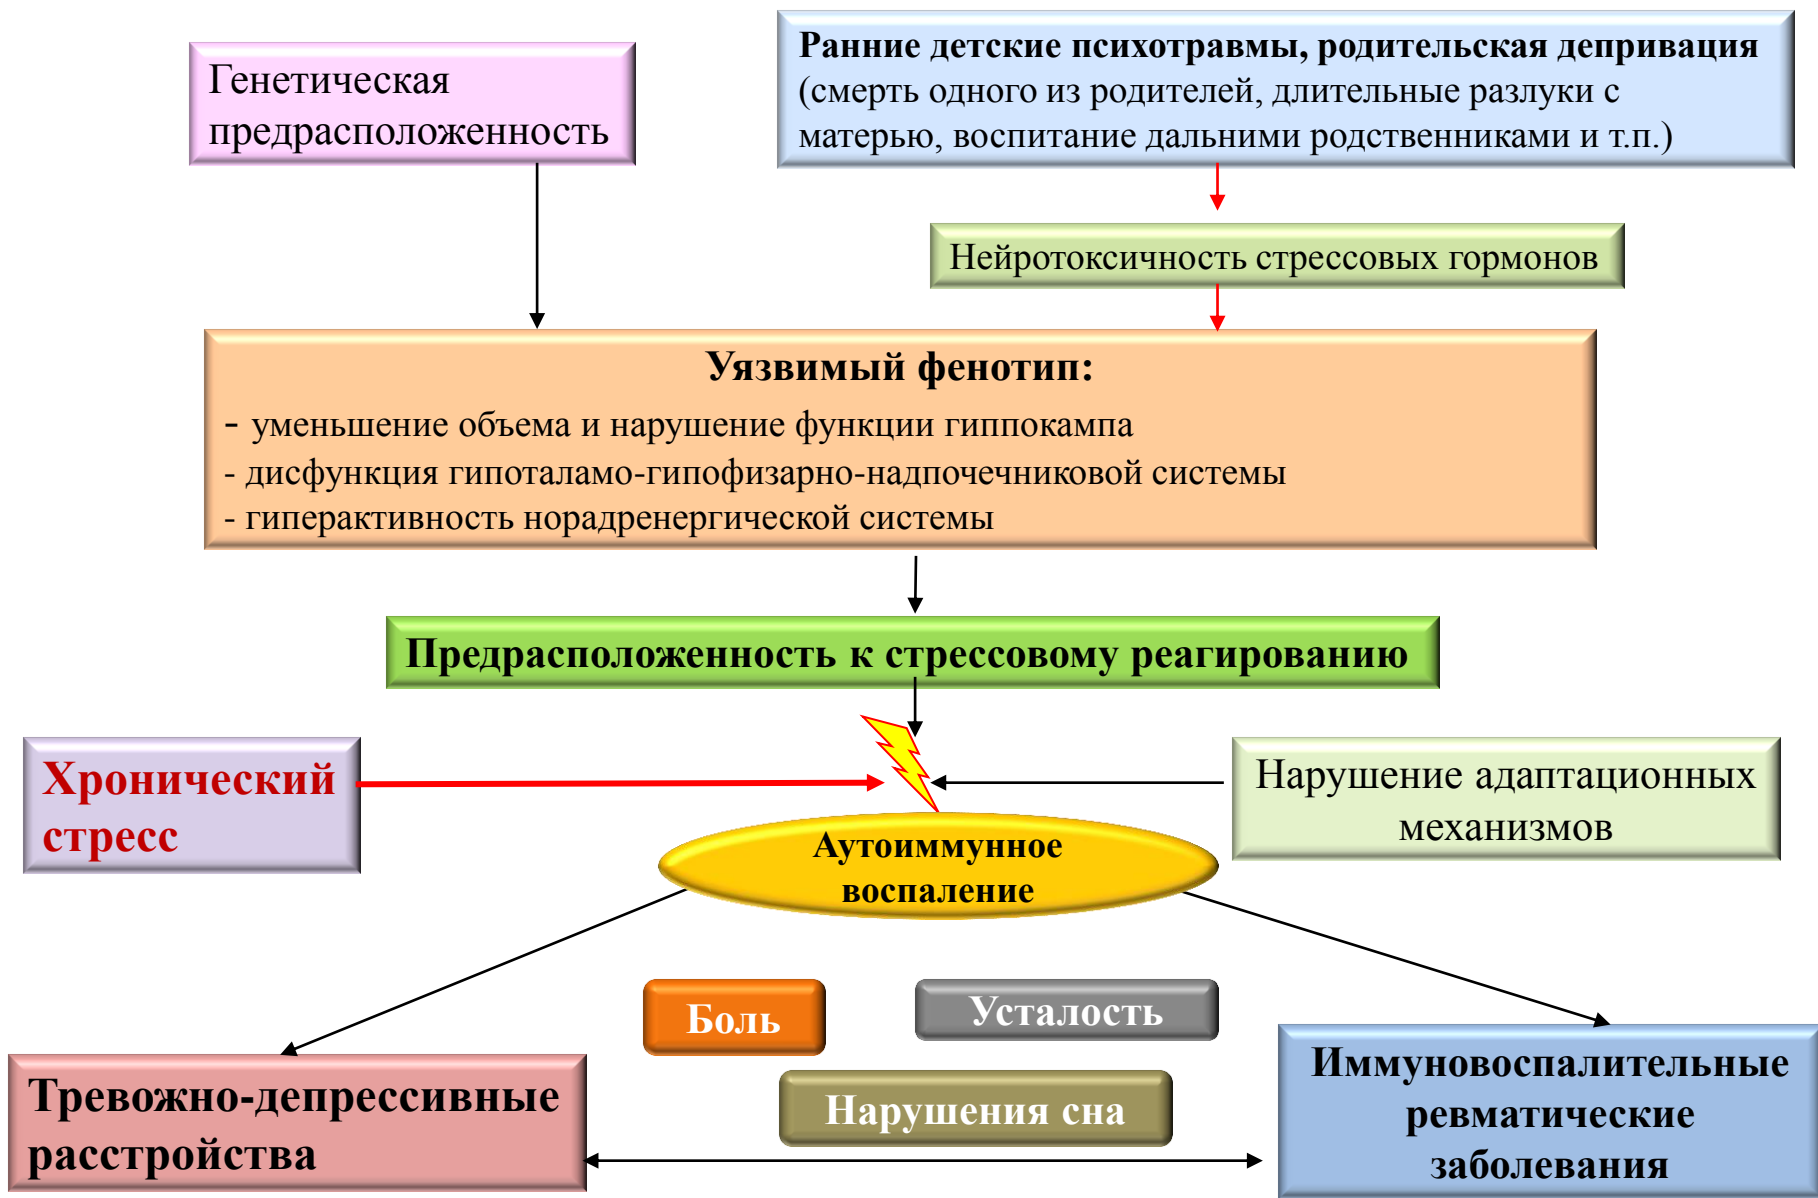 Генетическая
предрасположенность
Ранние детские психотравмы, родительская депривация
(смерть одного из родителей, длительные разлуки с
матерью, воспитание дальними родственниками и т.п.)
Нейротоксичность стрессовых гормонов
Уязвимый фенотип:
- уменьшение объема и нарушение функции гиппокампа
- дисфункция гипоталамо-гипофизарно-надпочечниковой системы
- гиперактивность норадренергической системы
Предрасположенность к стрессовому реагированию
Хронический
стресс
Нарушение адаптационных
механизмов
Аутоиммунное
воспаление
Боль
Усталость
Нарушения сна
Тревожно-депрессивные
расстройства
Иммуновоспалительные
ревматические
заболевания